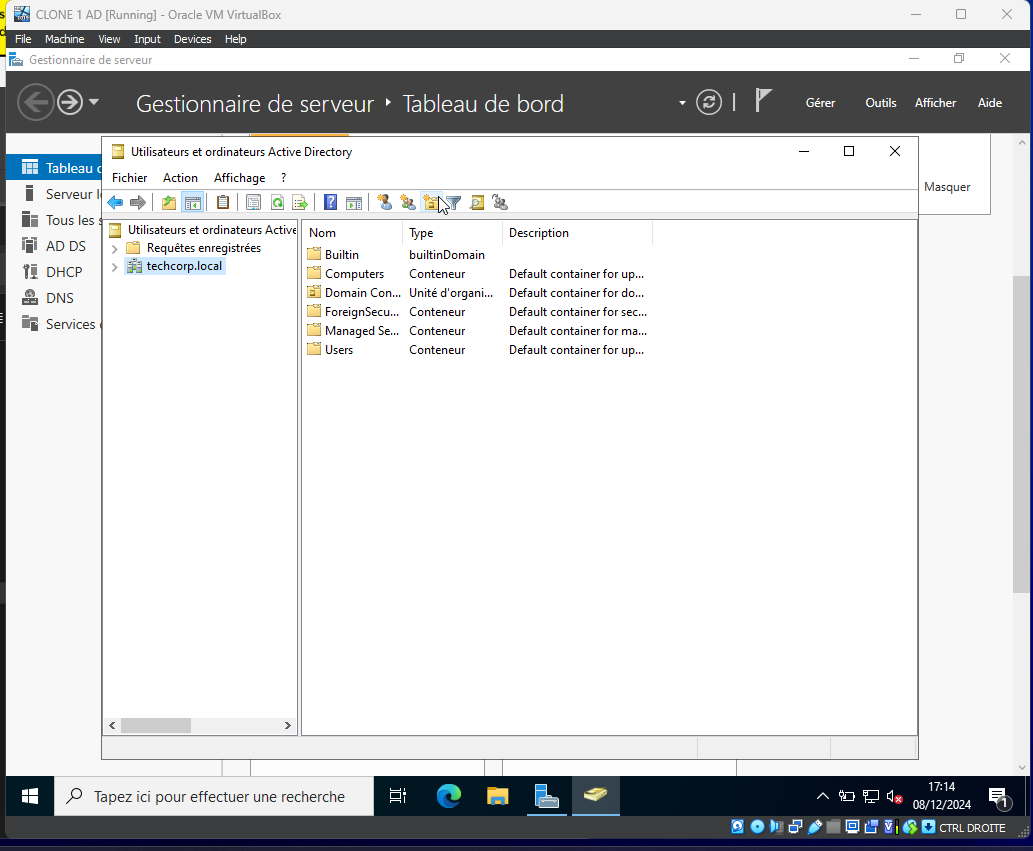 CLONE 1 AD [Running] - Oracle VM VirtualBox
File Machine View Input Devices Help
Gestionnaire de serveur
Gestionnaire de serveur Tableau de bord
Gérer Outils Afficher Aide
Utilisateurs et ordinateurs Active Directory
Fichier Action Affichage ?
Masquer
Tableau
Serveur
Tous les
AD DS
DHCP
DNS
Services
Utilisateurs et ordinateurs Active
Requêtes enregistrées
techcorp.local
Nom Type Description
Builtin builtinDomain
Computers Conteneur Default container for up...
Domain Con... Unité d'organi... Default container for do...
ForeignSecu... Conteneur Default container for sec...
Managed Se... Conteneur Default container for ma...
Users Conteneur Default container for up...
Tapez ici pour effectuer une recherche
17:14
08/12/2024
1
CTRL DROITE